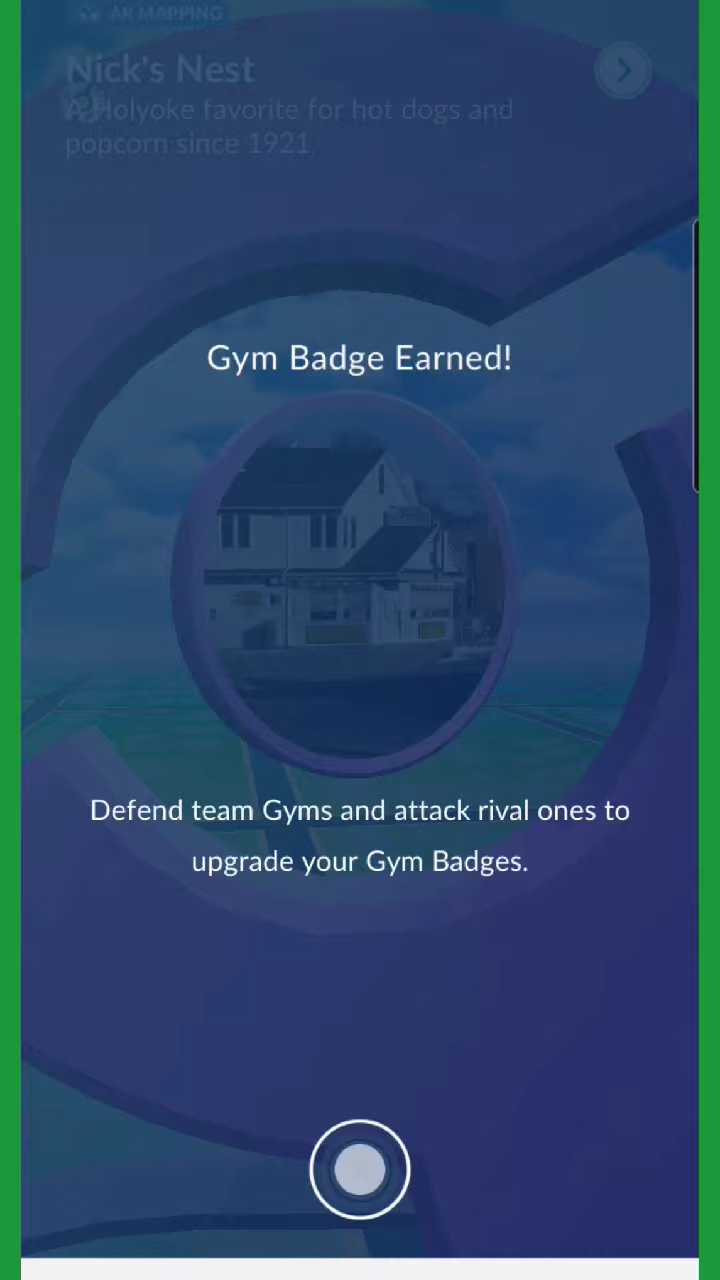 AR MAPPING
Nick's Nest
A Holyoke favorite for hot dogs and
popcorn since 1921
Gym Badge Earned!
Defend team Gyms and attack rival ones to
upgrade your Gym Badges.